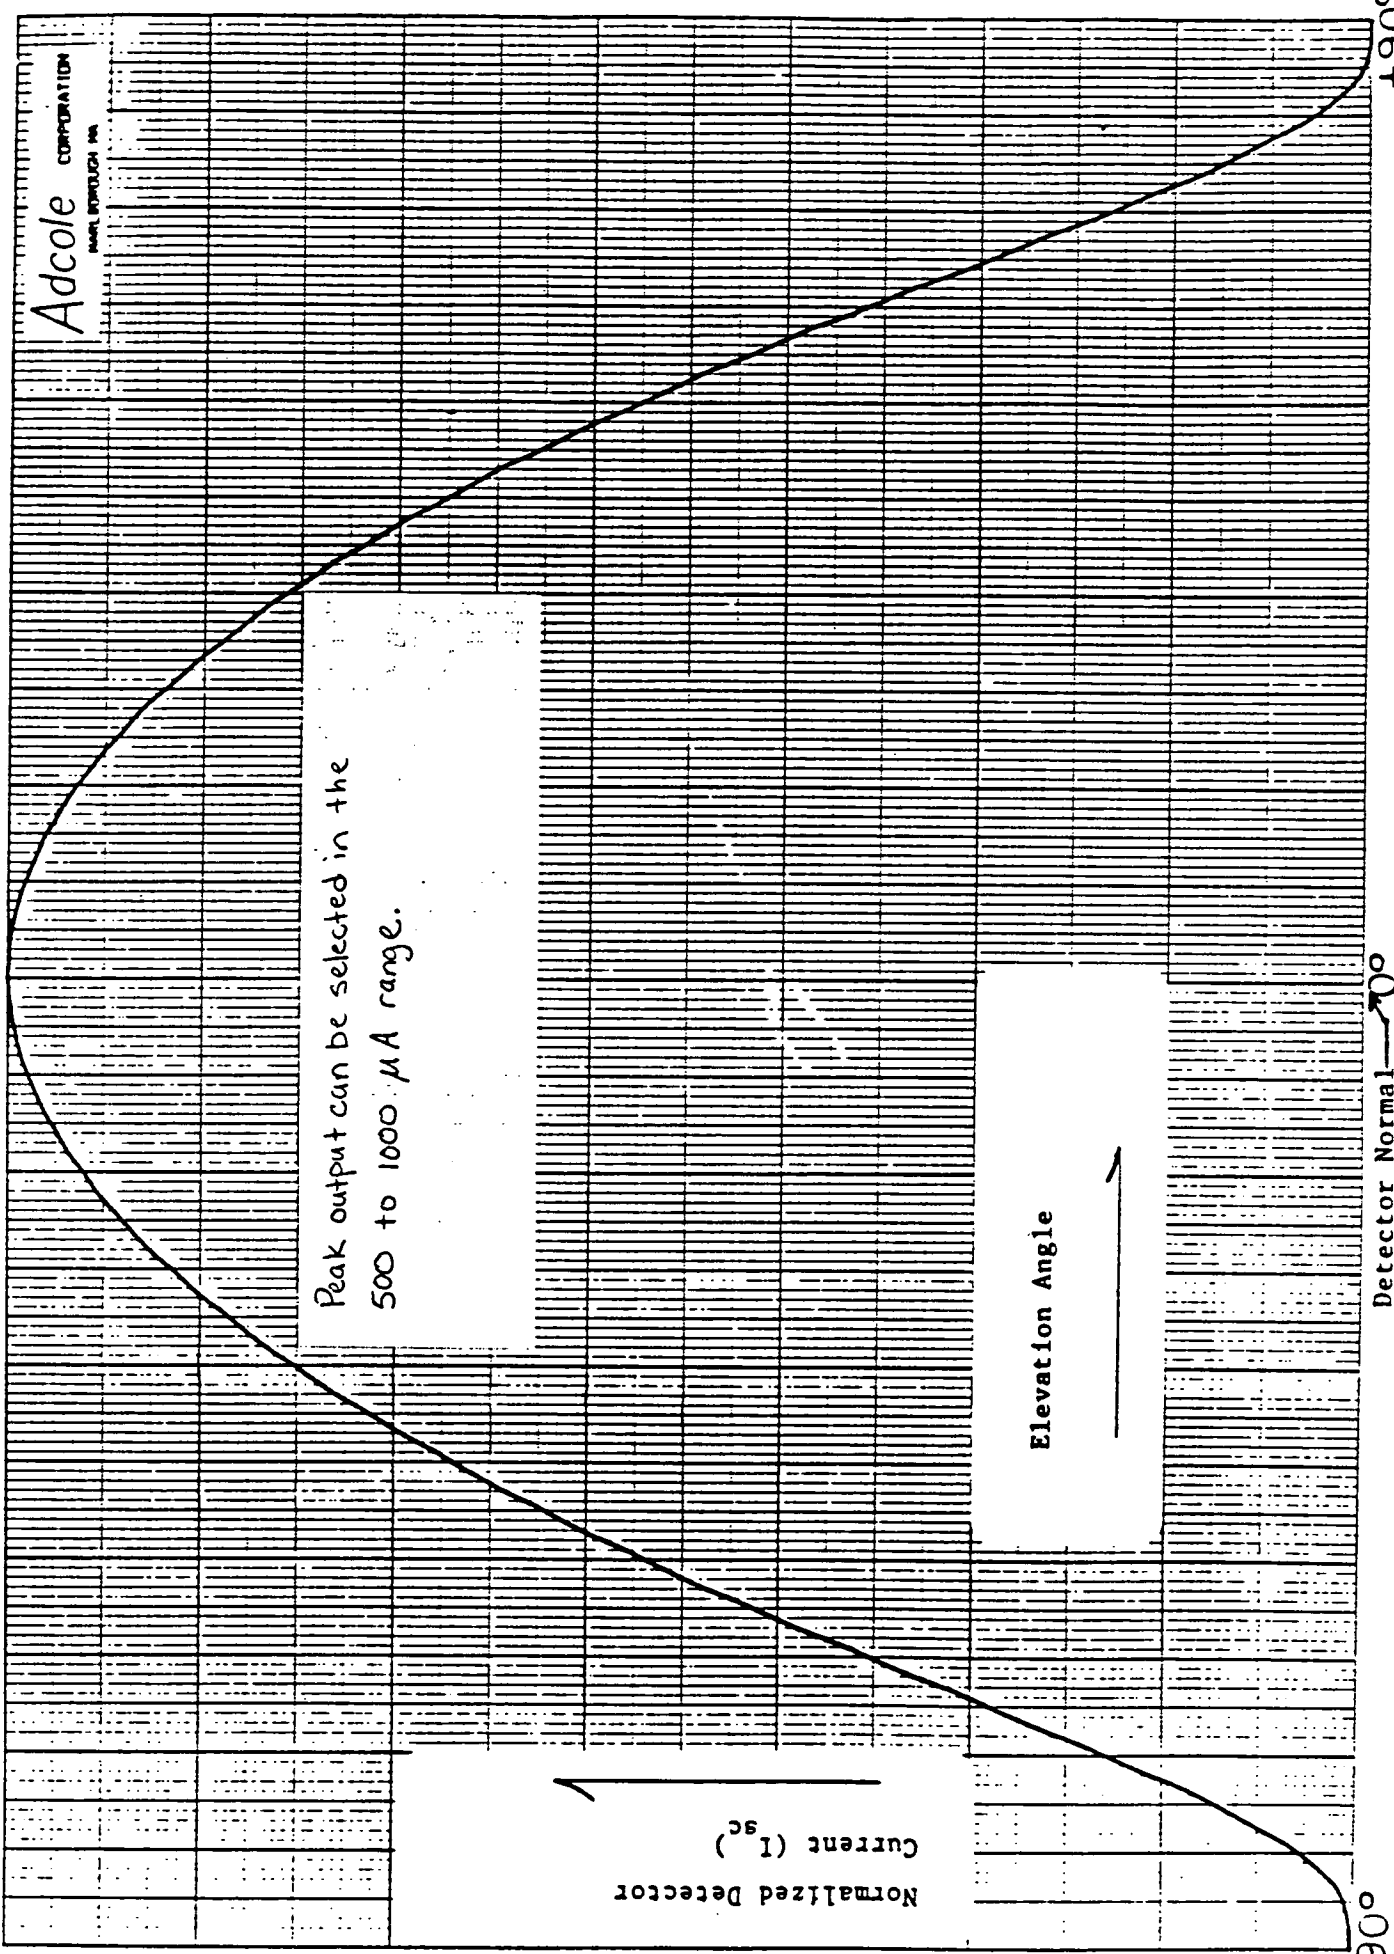 Adcole CORPORATION
MARLBOROUGH MA
Peak output can be selected in the
500 to 1000 μA range.
Elevation Angle
Normalized Detector
Current (Isc)
90°
Detector Normal
0°
+90°